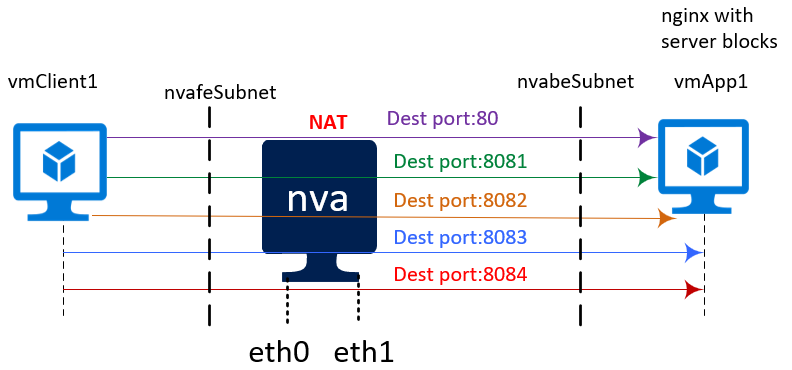 nginx with
server blocks
vmClient1
nvafeSubnet
nvabeSubnet
vmApp1
NAT
Dest port:80
Dest port:8081
nva
Dest port:8082
Dest port:8083
Dest port:8084
eth0
eth1